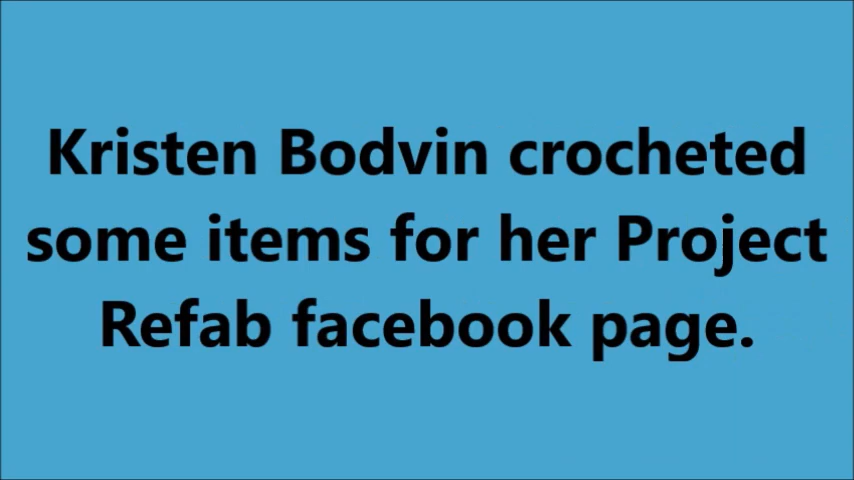 Kristen Bodvin crocheted
some items for her Project
Refab facebook page.